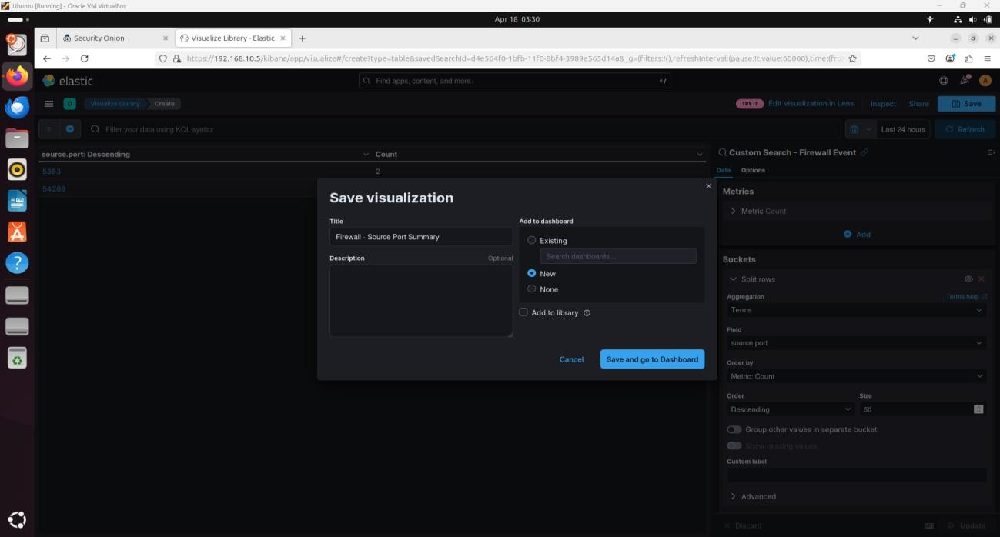 Ubuntu [Running] - Oracle VM VirtualBox
Apr 18 03:30
Security Onion
Visualize Library - Elastic
https://192.168.10.5/kibana/app/visualize#/create?type=table&savedSearchId=d4e564f0-1bfb-11f0-8bf4-3989e565d14a&_g=(filters:!(),refreshInterval:(pause:!t,value:60000),time:(fro
elastic
Find apps, content, and more.
^/
A
D
Visualize Library
Create
TRY IT
Edit visualization in Lens
Inspect
Share
Save
Filter your data using KQL syntax
Last 24 hours
Refresh
source.port: Descending
Count
5353
2
54209
Custom Search - Firewall Event
Data
Options
Metrics
Metric Count
Add
Buckets
Split rows
Aggregation
Terms help
Terms
Field
source.port
Order by
Metric: Count
Order
Size
Descending
50
Group other values in separate bucket
Show missing values
Custom label
Advanced
Discard
Update
Save visualization
Title
Firewall - Source Port Summary
Description
Optional
Add to dashboard
Existing
Search dashboards...
New
None
Add to library
Cancel
Save and go to Dashboard